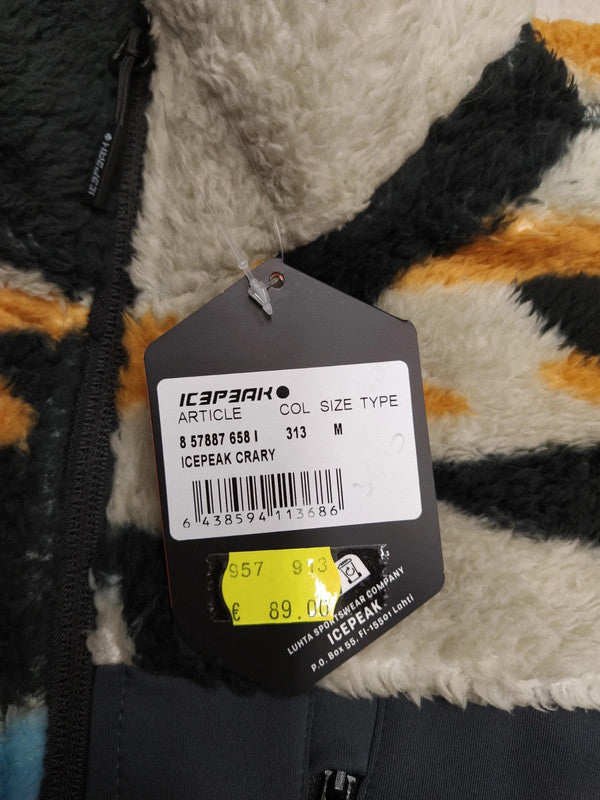 ICEPEAK
ICEPEAK
ARTICLE COL SIZE TYPE
8 57887 658 I 313 M
ICEPEAK CRARY
6 438594 113686
957 913
€ 89.00
LUHTA SPORTSWEAR COMPANY
ICEPEAK
P.O. Box 55, FI-15501 Lahti